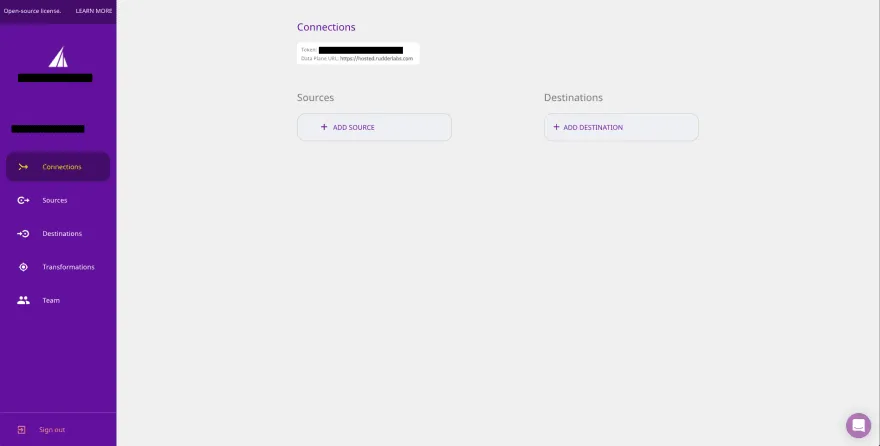 Open-source license. LEARN MORE
Connections
Sources
Destinations
Transformations
Team
Sign out
Connections
Token:
Data Plane URL: https://hosted.rudderlabs.com
Sources
+ ADD SOURCE
Destinations
+ ADD DESTINATION